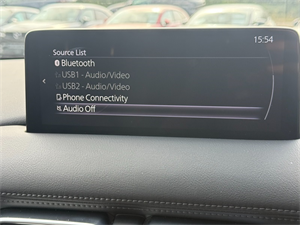 15:54
Source List
Bluetooth
USB1 - Audio/Video
USB2 - Audio/Video
Phone Connectivity
Audio Off